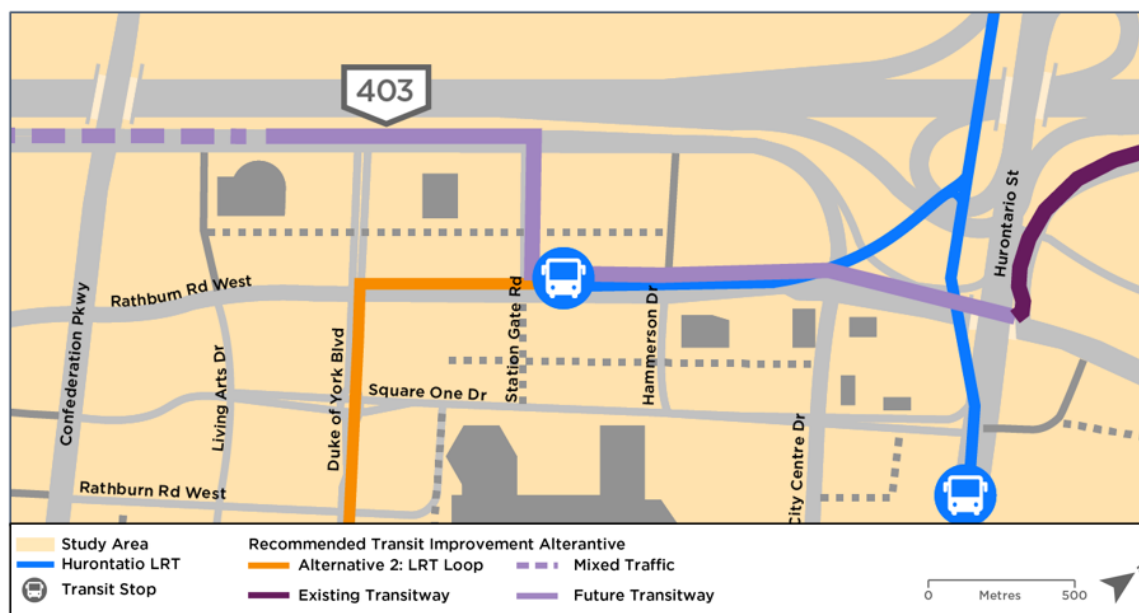 403
Hurontario St
Rathburn Rd West
Confederation Pkwy
Living Arts Dr
Duke of York Blvd
Station Gate Rd
Hammerson Dr
Square One Dr
City Centre Dr
Rathburn Rd West
Study Area
Hurontatio LRT
Transit Stop
Recommended Transit Improvement Alterantive
Alternative 2: LRT Loop
Existing Transitway
Mixed Traffic
Future Transitway
0 Metres 500